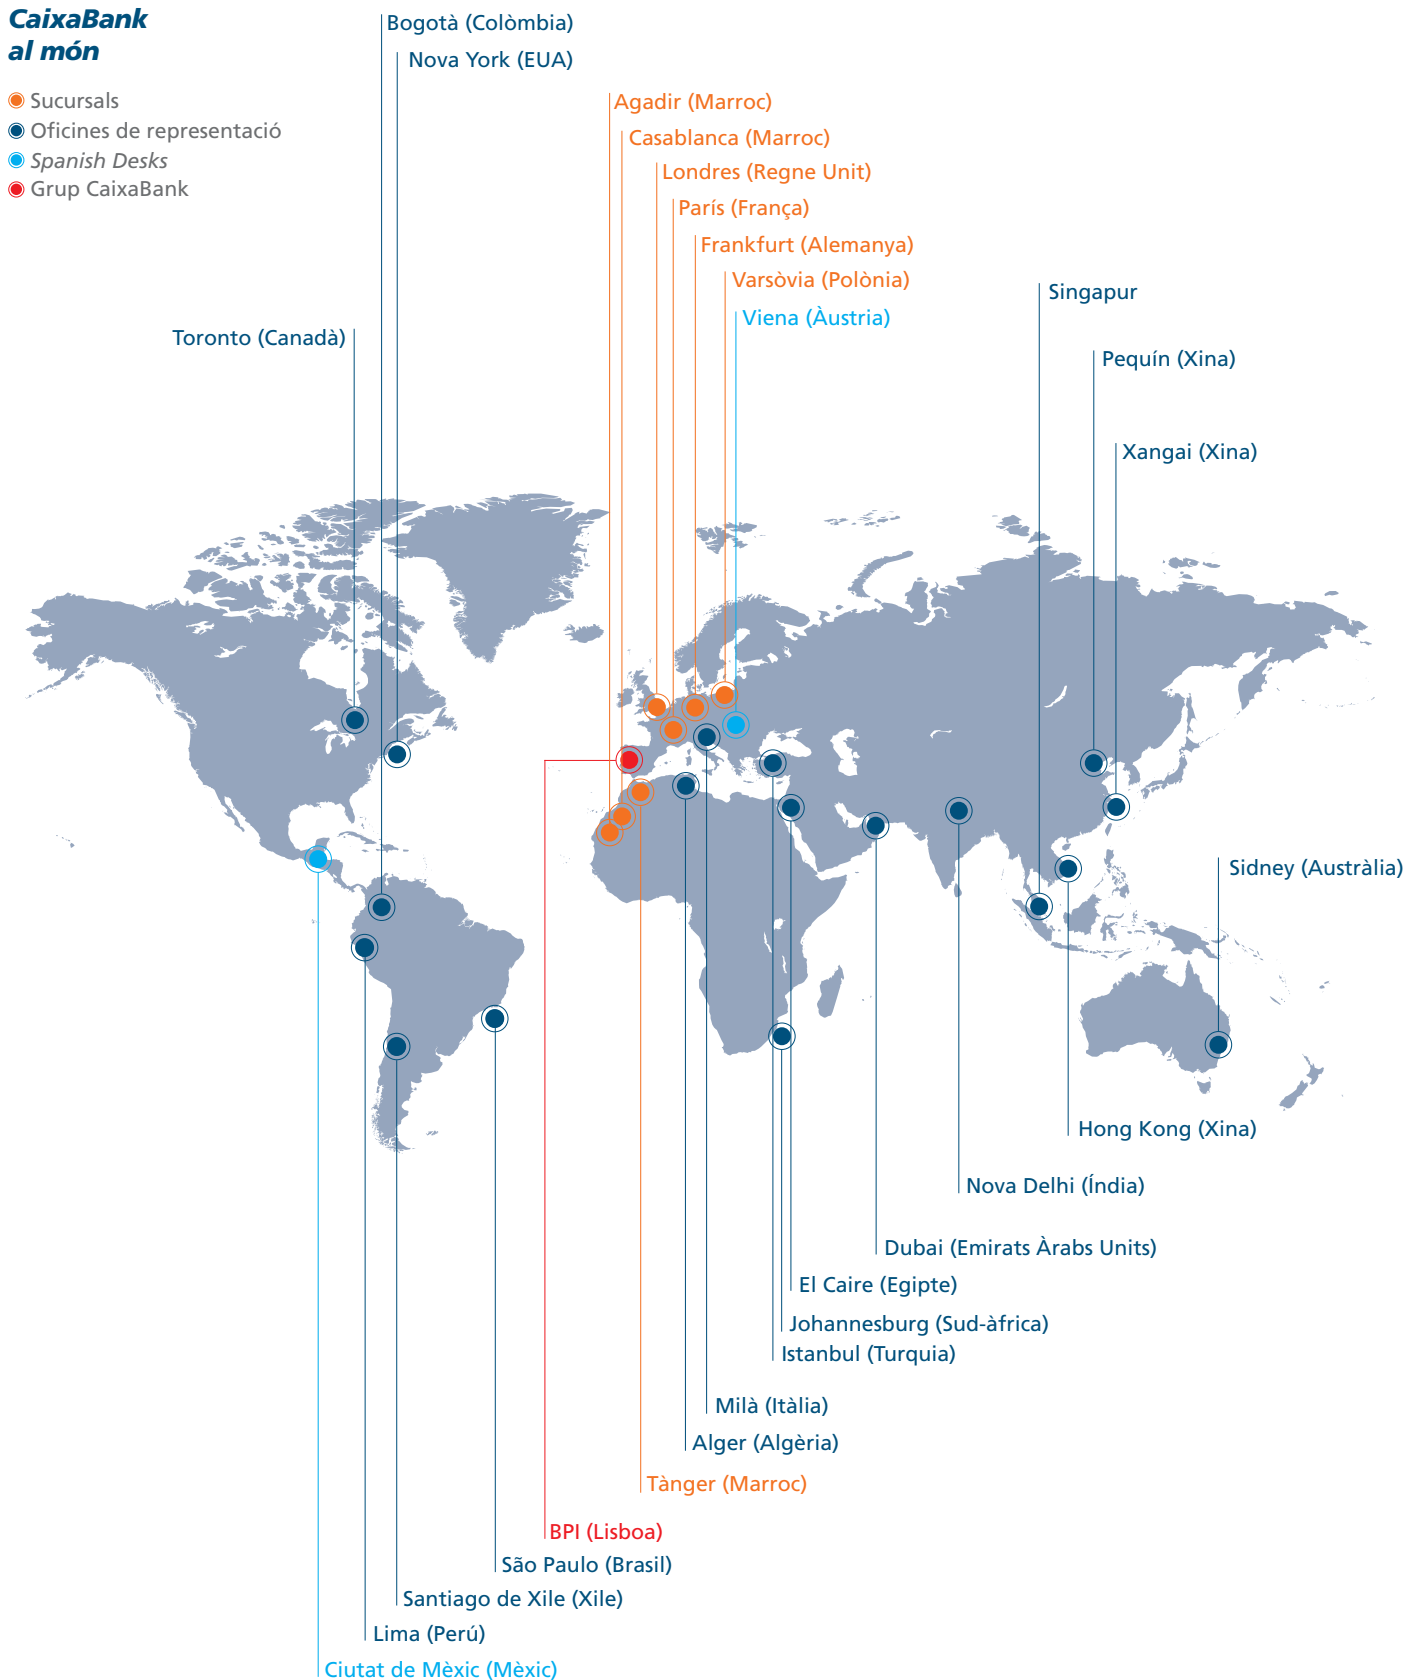 CaixaBank
al món
Sucursals
Oficines de representació
Spanish Desks
Grup CaixaBank
Bogotà (Colòmbia)
Nova York (EUA)
Agadir (Marroc)
Casablanca (Marroc)
Londres (Regne Unit)
París (França)
Frankfurt (Alemanya)
Varsòvia (Polònia)
Singapur
Viena (Àustria)
Toronto (Canadà)
Pequín (Xina)
Xangai (Xina)
Sidney (Austràlia)
Hong Kong (Xina)
Nova Delhi (Índia)
Dubai (Emirats Àrabs Units)
El Caire (Egipte)
Johannesburg (Sud-àfrica)
Istanbul (Turquia)
Milà (Itàlia)
Alger (Algèria)
Tànger (Marroc)
BPI (Lisboa)
São Paulo (Brasil)
Santiago de Xile (Xile)
Lima (Perú)
Ciutat de Mèxic (Mèxic)